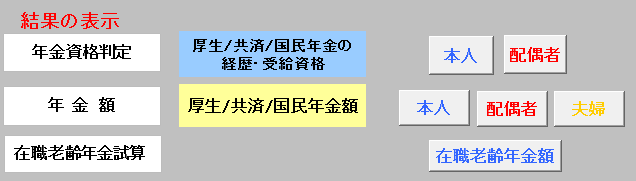 結果の表示
年金資格判定
厚生/共済/国民年金の
経歴･受給資格
本人
配偶者
年 金 額
厚生/共済/国民年金額
本人
配偶者
夫婦
在職老齢年金試算
在職老齢年金額